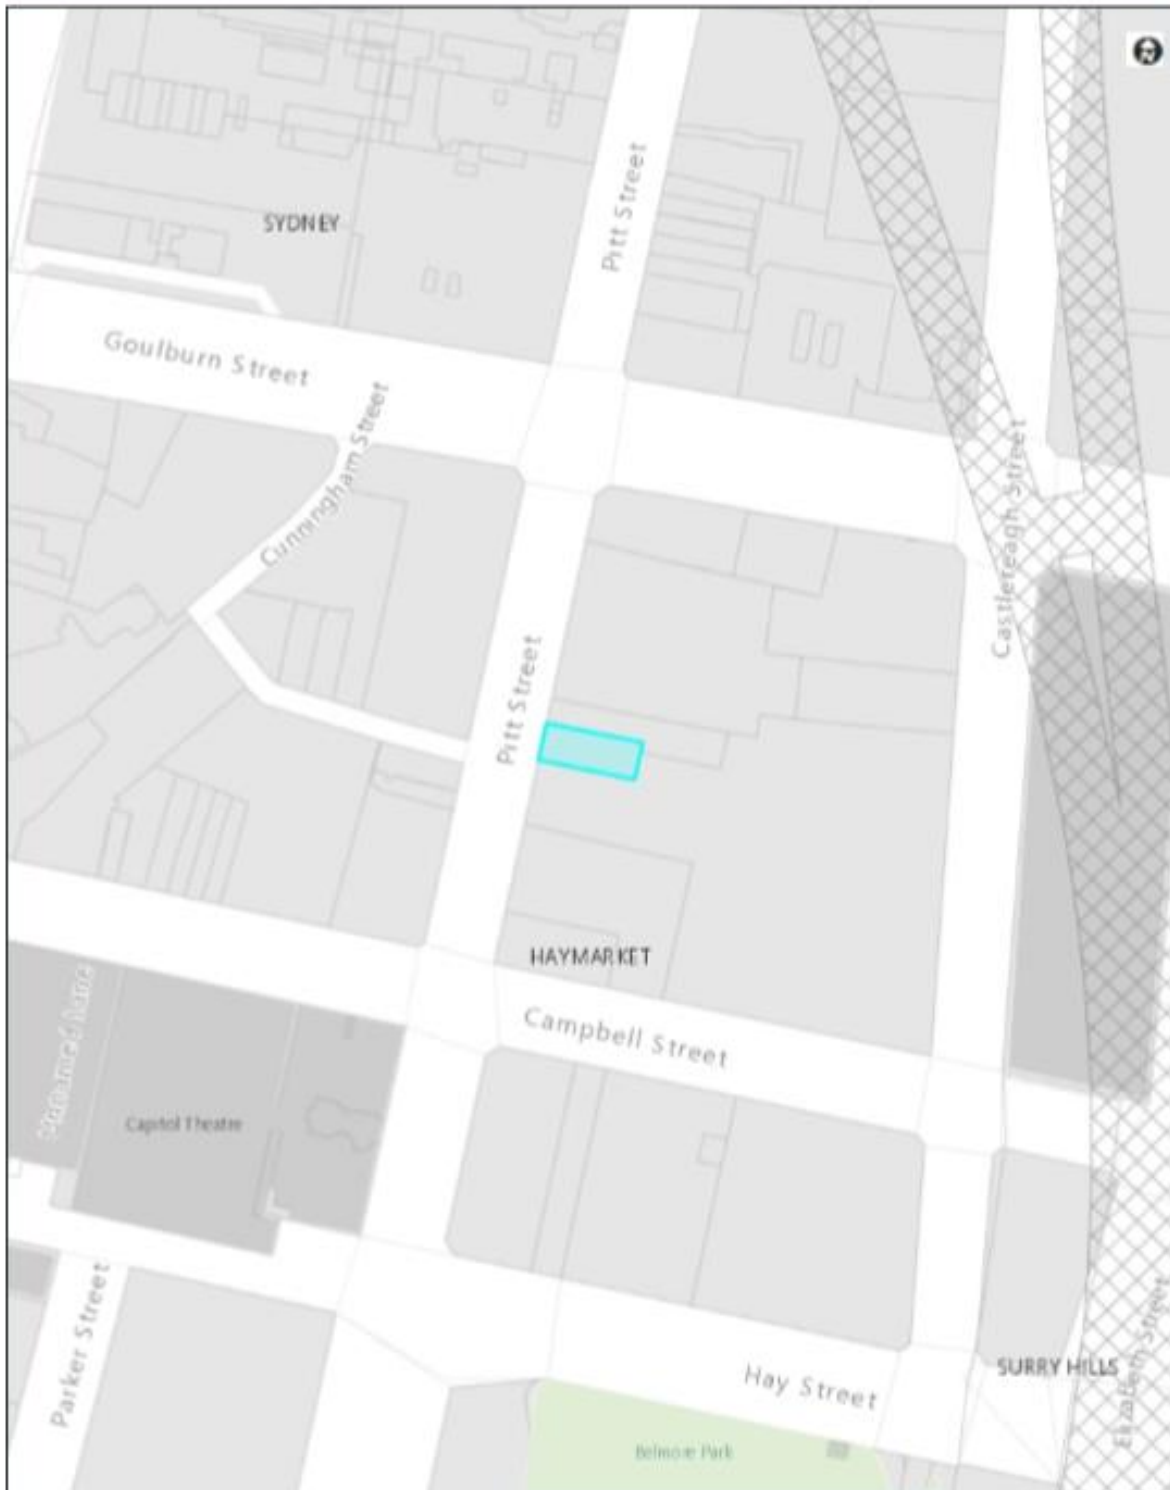 Pitt Street
SYDNEY
Goulburn Street
Cunningham Street
Castlereagh Street
Pitt Street
HAYMARKET
Campbell Street
Capitol Theatre
Parker Street
Hay Street
SURRY HILLS
Elizabeth Street
Belmore Park